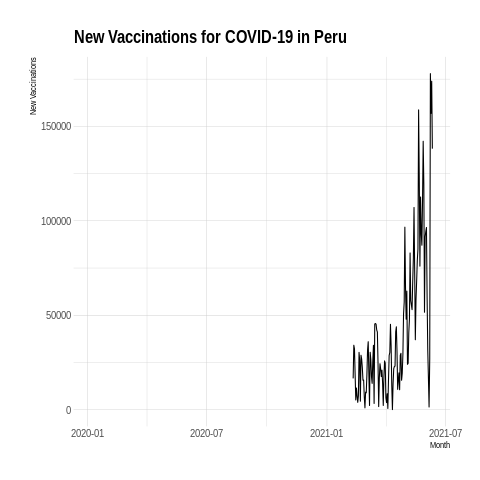 New Vaccinations for COVID-19 in Peru
New Vaccinations
150000
100000
50000
0
2020-01 2020-07 2021-01 2021-07
Month